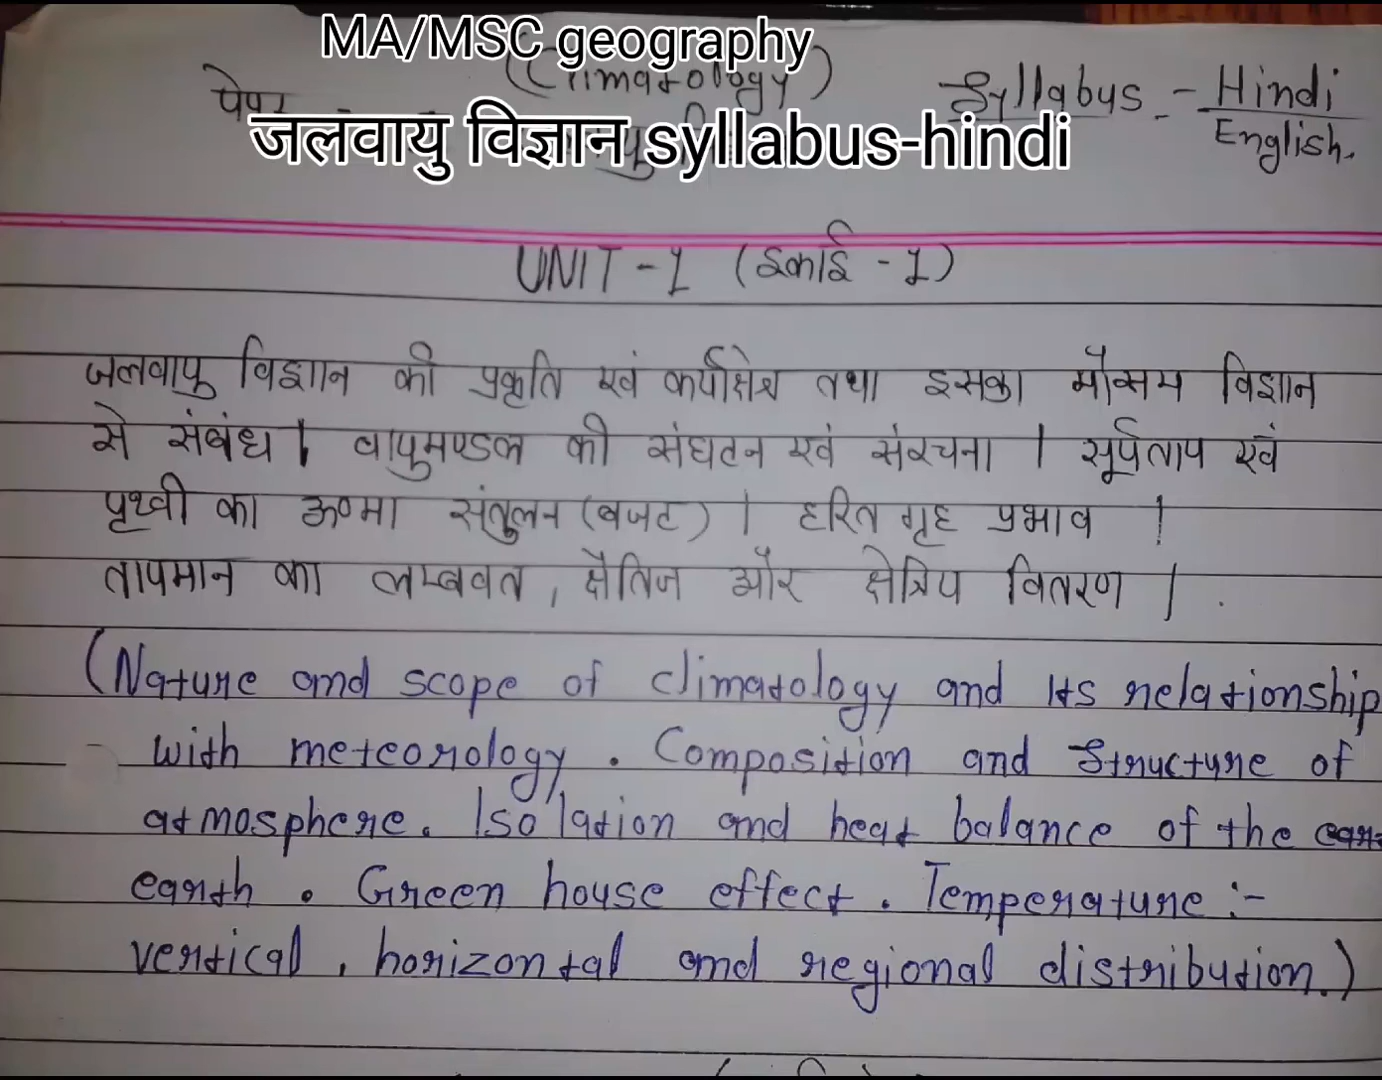 MA/MSC geography
(Climatology)
पेपर
Syllabus - Hindi
English.
जलवायु विज्ञान syllabus-hindi
UNIT-1 (इकाई -1)
जलवायु विज्ञान की प्रकृति एवं कार्यक्षेत्र तथा इसका मौसम विज्ञान
से संबंध । वायुमण्डल की संघटन एवं संरचना । सूर्यताप एवं
पृथ्वी का ऊष्मा संतुलन (बजट) । हरित गृह प्रभाव ।
तापमान का लम्बवत, क्षैतिज और क्षेत्रिय वितरण ।
(Nature and scope of climatology and its relationship
with meteorology. Composition and Structure of
atmosphere. Isolation and heat balance of the eart
earth. Green house effect. Temperature :-
vertical, horizontal and regional distribution.)